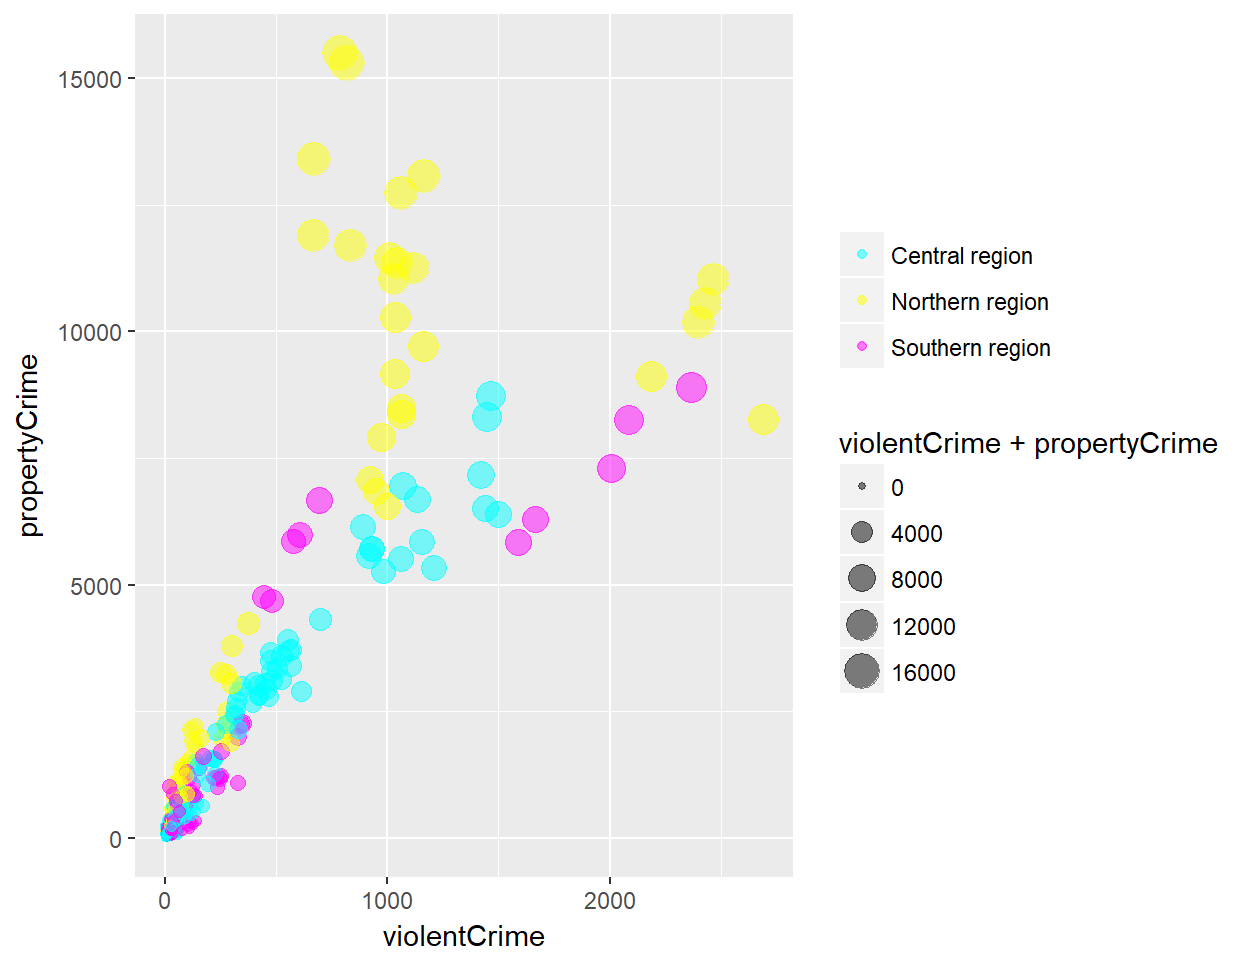 propertyCrime
15000
10000
5000
0
0
1000
2000
violentCrime
Central region
Northern region
Southern region
violentCrime + propertyCrime
0
4000
8000
12000
16000